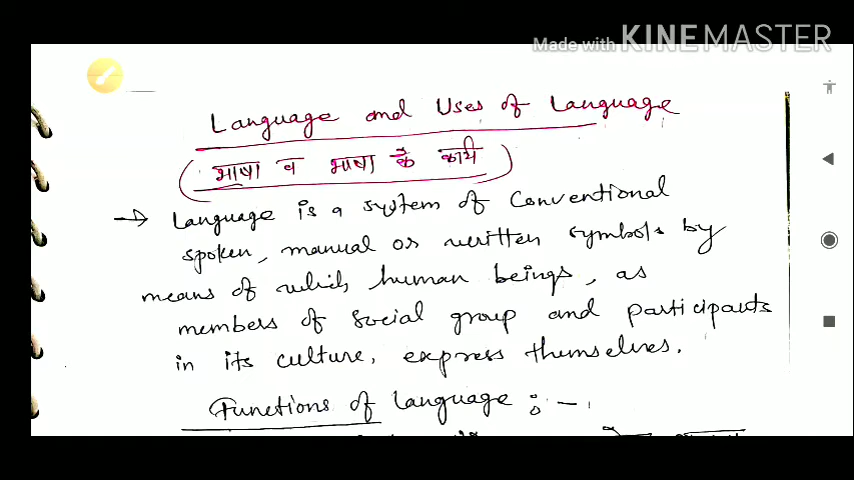 Made with KINEMASTER
Language and Uses of Language
(भाषा व भाषा के कार्य)
→ Language is a system of conventional
spoken, manual or written symbols by
means of which, human beings, as
members of social group and participants
in its culture, express themselves.
Functions of language :-